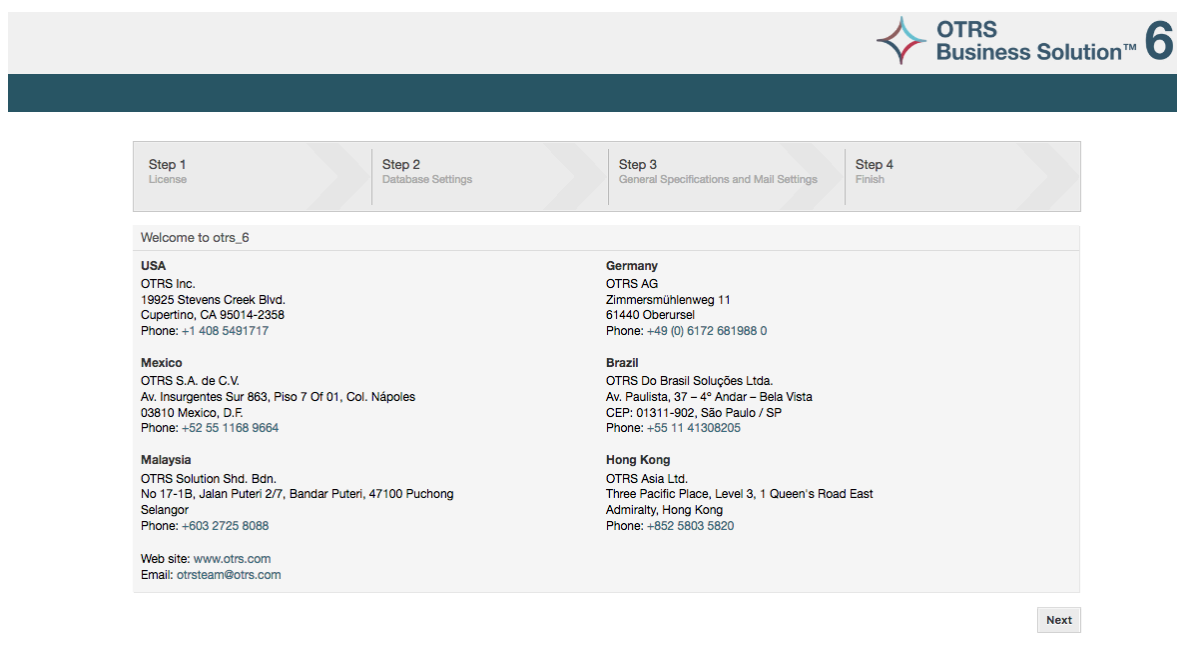 OTRS
Business Solution™ 6
Step 1
License
Step 2
Database Settings
Step 3
General Specifications and Mail Settings
Step 4
Finish
Welcome to otrs_6
USA
OTRS Inc.
19925 Stevens Creek Blvd.
Cupertino, CA 95014-2358
Phone: +1 408 5491717
Germany
OTRS AG
Zimmersmühlenweg 11
61440 Oberursel
Phone: +49 (0) 6172 681988 0
Mexico
OTRS S.A. de C.V.
Av. Insurgentes Sur 863, Piso 7 Of 01, Col. Nápoles
03810 Mexico, D.F.
Phone: +52 55 1168 9664
Brazil
OTRS Do Brasil Soluções Ltda.
Av. Paulista, 37 – 4º Andar – Bela Vista
CEP: 01311-902, São Paulo / SP
Phone: +55 11 41308205
Malaysia
OTRS Solution Shd. Bdn.
No 17-1B, Jalan Puteri 2/7, Bandar Puteri, 47100 Puchong
Selangor
Phone: +603 2725 8088
Hong Kong
OTRS Asia Ltd.
Three Pacific Place, Level 3, 1 Queen's Road East
Admiralty, Hong Kong
Phone: +852 5803 5820
Web site: www.otrs.com
Email: otrsteam@otrs.com
Next